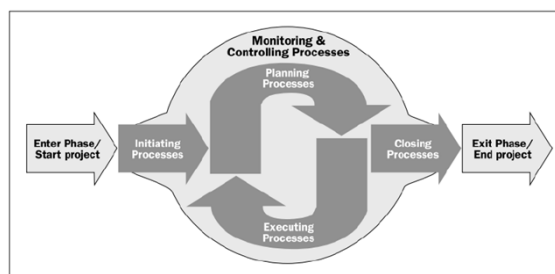 Monitoring &
Controlling Processes
Planning
Processes
Enter Phase/
Start project
Initiating
Processes
Closing
Processes
Exit Phase/
End project
Executing
Processes